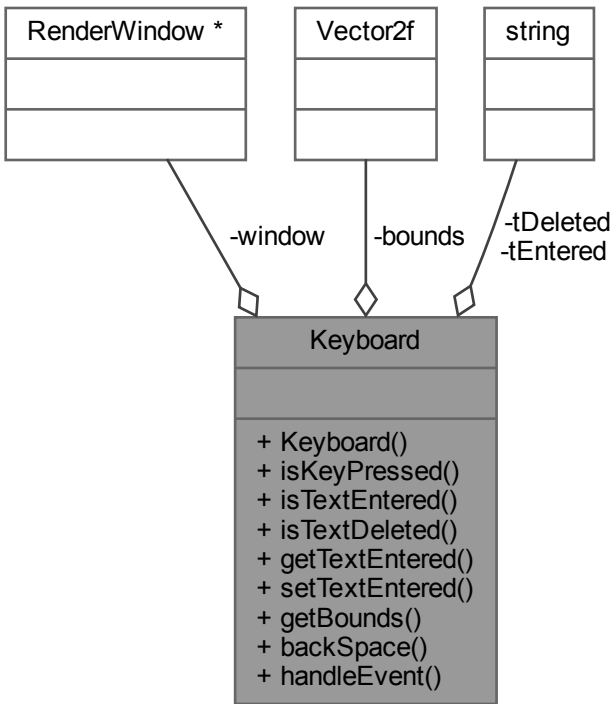 RenderWindow *
Vector2f
string
-window
-bounds
-tDeleted
-tEntered
Keyboard
+ Keyboard()
+ isKeyPressed()
+ isTextEntered()
+ isTextDeleted()
+ getTextEntered()
+ setTextEntered()
+ getBounds()
+ backSpace()
+ handleEvent()